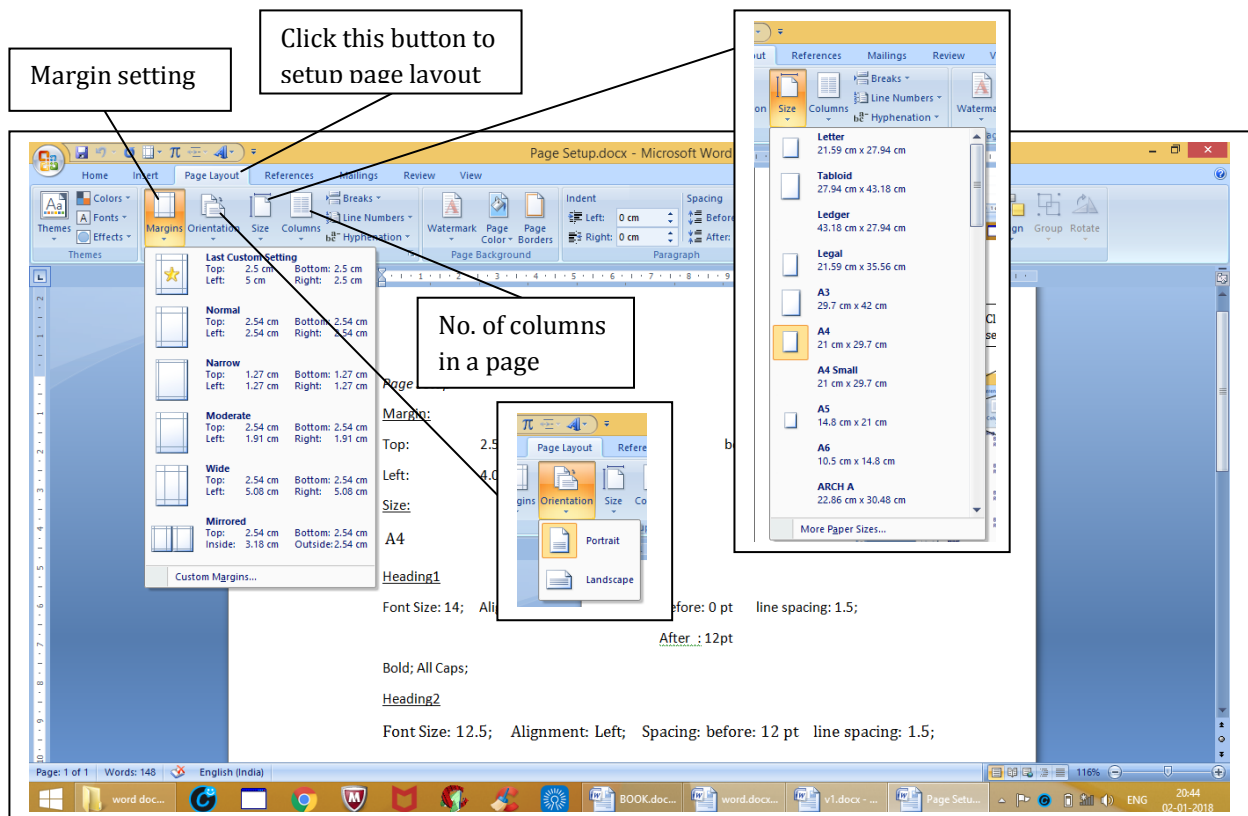 Margin setting
Click this button to
setup page layout
References Mailings Review V
Size
Columns
Breaks
Line Numbers
Hyphenation
Waterma
Letter
21.59 cm x 27.94 cm
Tabloid
27.94 cm x 43.18 cm
Ledger
43.18 cm x 27.94 cm
Legal
21.59 cm x 35.56 cm
A3
29.7 cm x 42 cm
A4
21 cm x 29.7 cm
A4 Small
21 cm x 29.7 cm
A5
14.8 cm x 21 cm
A6
10.5 cm x 14.8 cm
ARCH A
22.86 cm x 30.48 cm
More Paper Sizes...
Page Setup.docx - Microsoft Word
Home Insert Page Layout References Mailings Review View
Themes
Colors
Fonts
Effects
Margins Orientation Size Columns
Breaks
Line Numbers
Hyphenation
Watermark
Page Color
Page Borders
Indent
Left: 0 cm
Right: 0 cm
Spacing
Before
After:
Group Rotate
Themes Page Background Paragraph
Last Custom Setting
Top: 2.5 cm Bottom: 2.5 cm
Left: 5 cm Right: 2.5 cm
Normal
Top: 2.54 cm Bottom: 2.54 cm
Left: 2.54 cm Right: 2.54 cm
Narrow
Top: 1.27 cm Bottom: 1.27 cm
Left: 1.27 cm Right: 1.27 cm
Moderate
Top: 2.54 cm Bottom: 2.54 cm
Left: 1.91 cm Right: 1.91 cm
Wide
Top: 2.54 cm Bottom: 2.54 cm
Left: 5.08 cm Right: 5.08 cm
Mirrored
Top: 2.54 cm Bottom: 2.54 cm
Inside: 3.18 cm Outside: 2.54 cm
Custom Margins...
No. of columns
in a page
Page
Margin:
Top: 2.5
Left: 4.0
Size:
A4
Page Layout Refere
Orientation Size Co
Portrait
Landscape
Heading1
Font Size: 14; Ali efore: 0 pt line spacing: 1.5;
After : 12pt
Bold; All Caps;
Heading2
Font Size: 12.5; Alignment: Left; Spacing: before: 12 pt line spacing: 1.5;
Page: 1 of 1 Words: 148 English (India) 116%
word doc... BOOK.doc... word.docx... v1.docx - ... Page Setu... ENG 20:44
02-01-2018